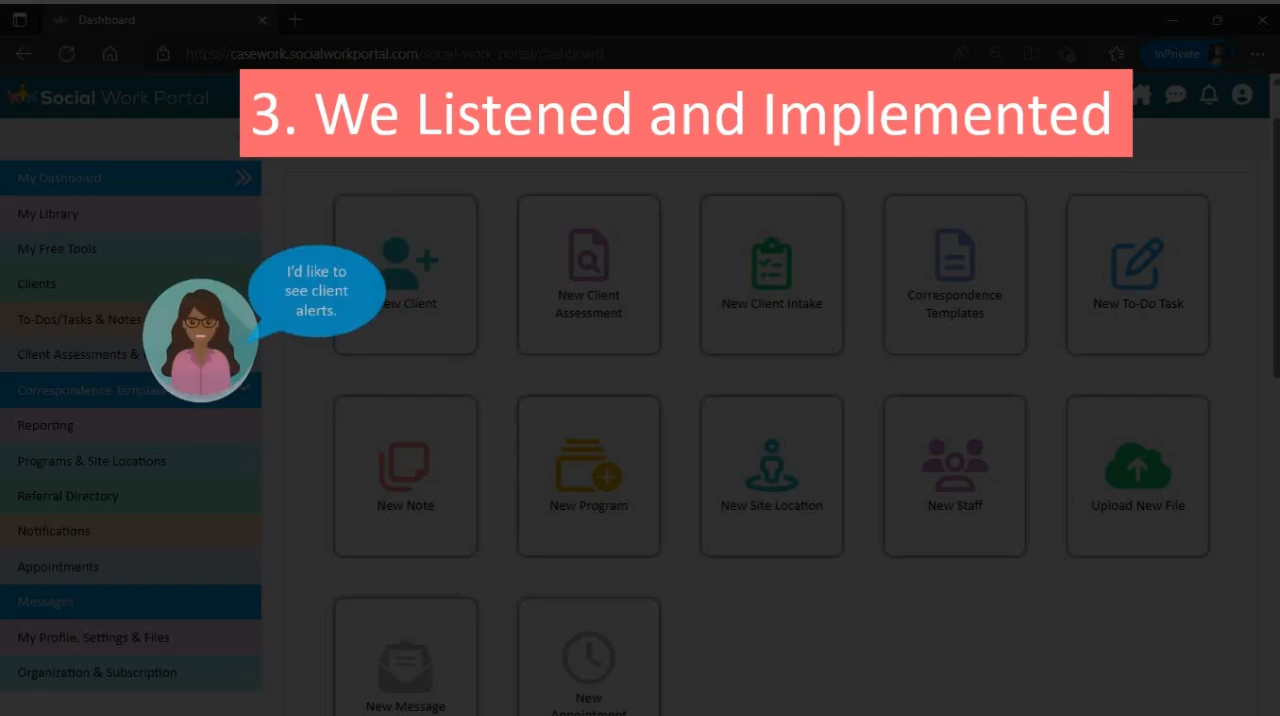 Dashboard
https://casework.socialworkportal.com/social-work-portal/dashboard
InPrivate
3. We Listened and Implemented
Social Work Portal
My Dashboard
My Library
My Free Tools
Clients
To-Dos/Tasks & Notes
Client Assessments &
Correspondence
Reporting
Programs & Site Locations
Referral Directory
Notifications
Appointments
Messages
My Profile, Settings & Files
Organization & Subscription
I'd like to
see client
alerts.
Client
New Client
Assessment
New Client Intake
Correspondence
Templates
New To-Do Task
New Note
New Program
New Site Location
New Staff
Upload New File
New Message
New
Appointment